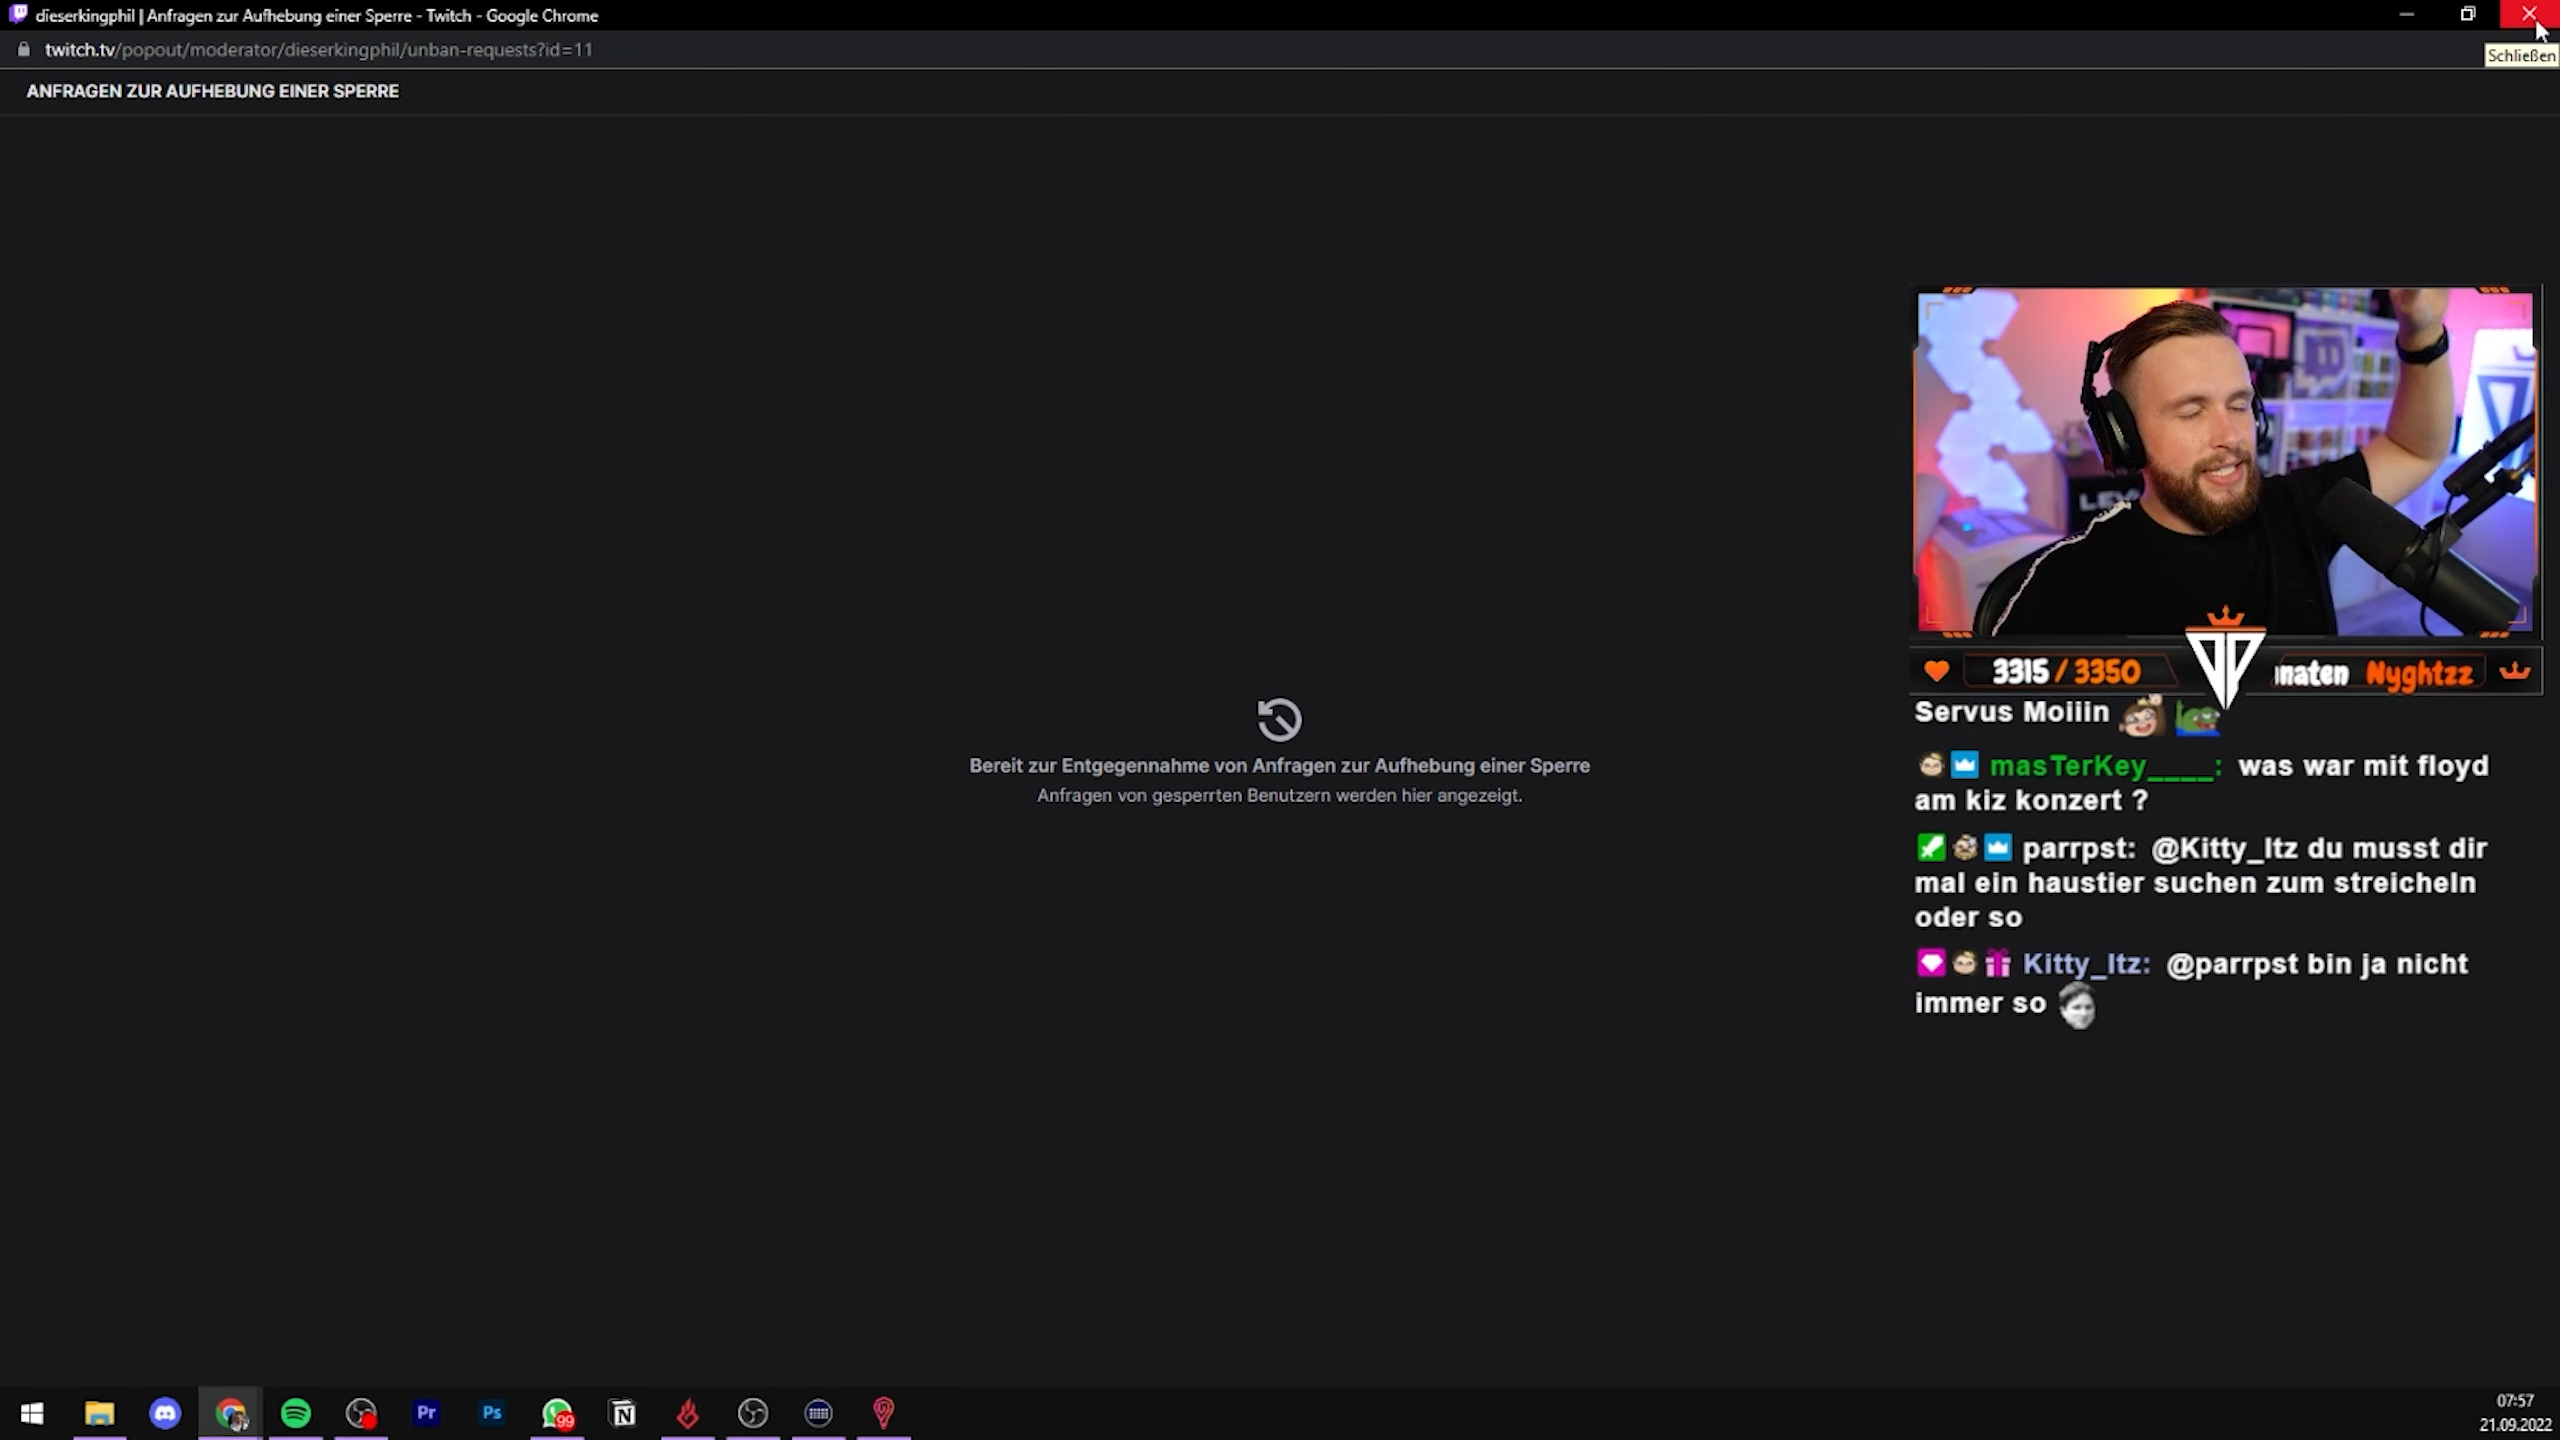 dieserkingphil | Anfragen zur Aufhebung einer Sperre - Twitch - Google Chrome
twitch.tv/popout/moderator/dieserkingphil/unban-requests?id=11
Schließen
ANFRAGEN ZUR AUFHEBUNG EINER SPERRE
Bereit zur Entgegennahme von Anfragen zur Aufhebung einer Sperre
Anfragen von gesperrten Benutzern werden hier angezeigt.
3315 / 3350
naten Nyghtzz
Servus Moiiin
masTerKey____: was war mit floyd
am kiz konzert ?
parrpst: @Kitty_Itz du musst dir
mal ein haustier suchen zum streicheln
oder so
Kitty_Itz: @parrpst bin ja nicht
immer so
Pr
Ps
99
07:57
21.09.2022